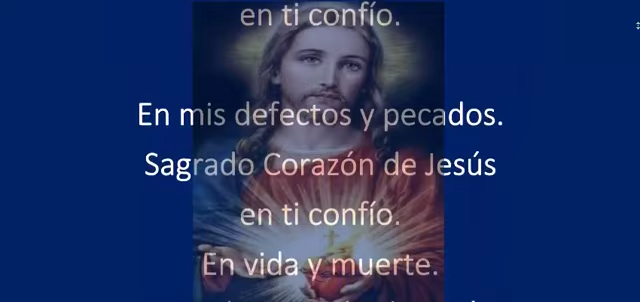 en ti confío.
En mis defectos y pecados.
Sagrado Corazón de Jesús
en ti confío.
En vida y muerte.